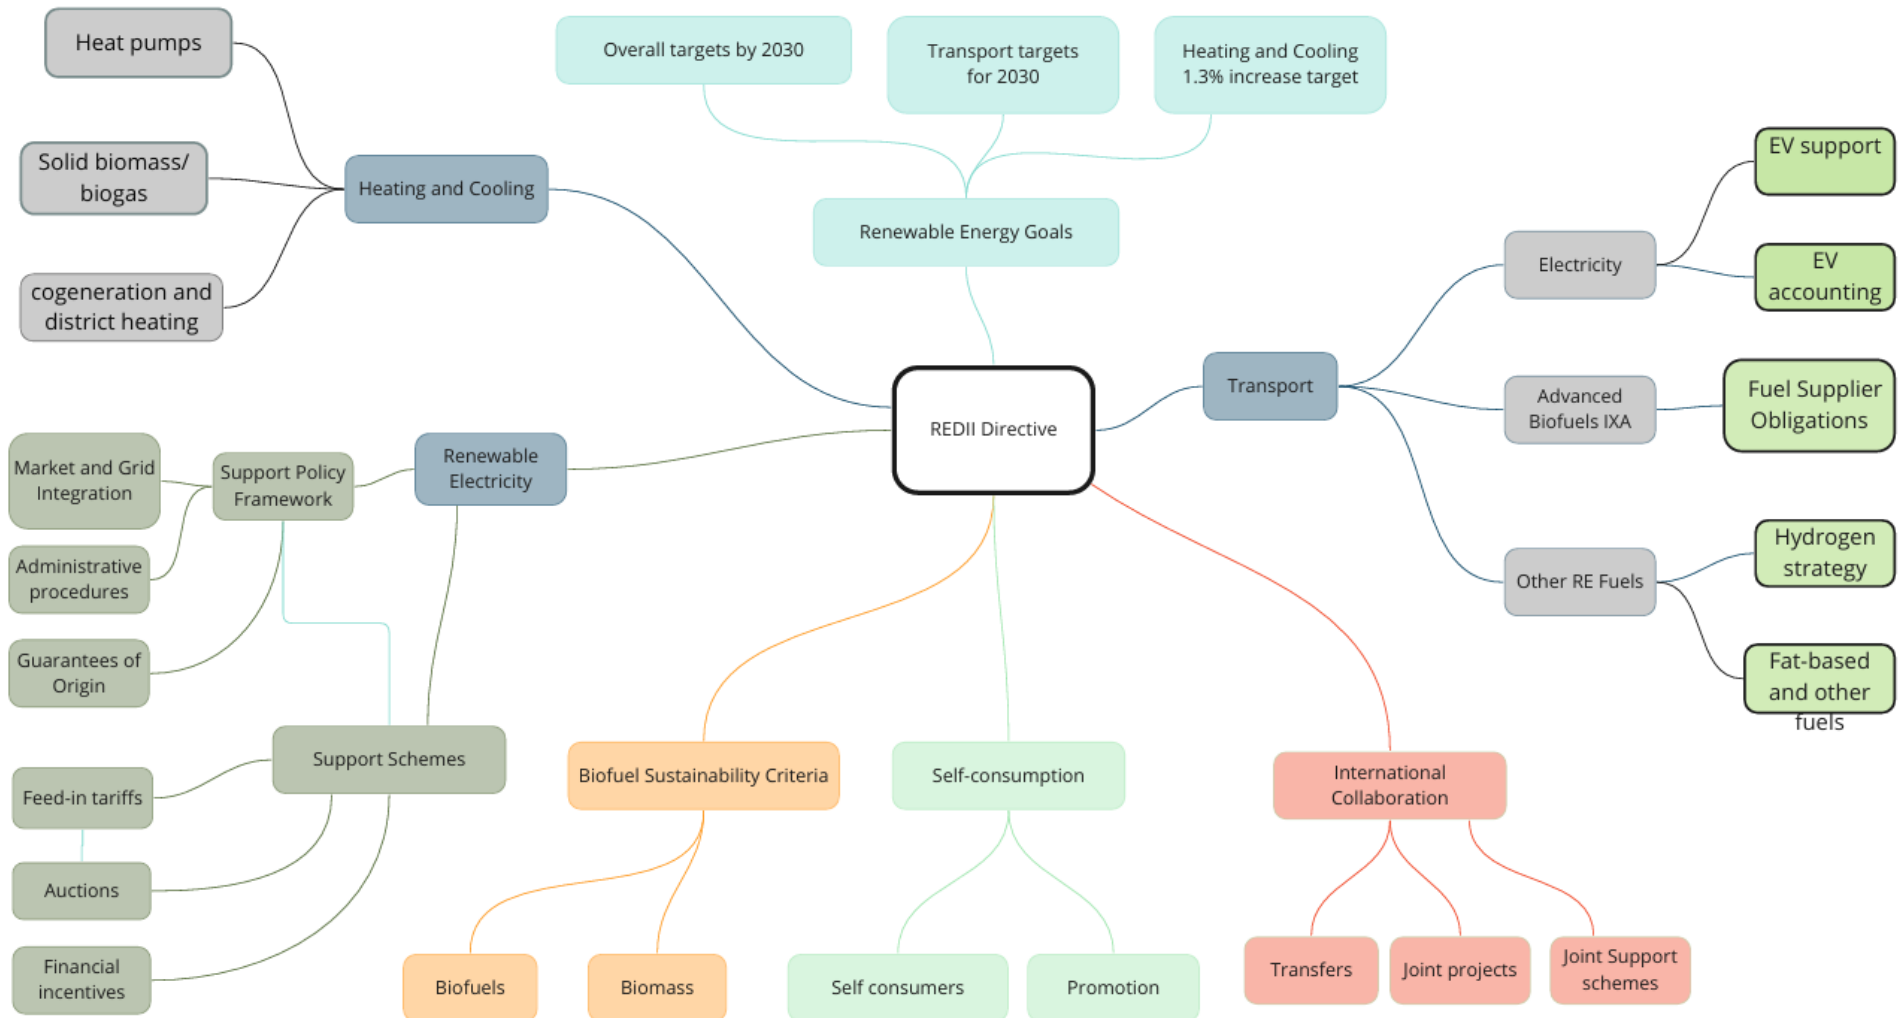 Heat pumps
Overall targets by 2030
Transport targets
for 2030
Heating and Cooling
1.3% increase target
Solid biomass/
biogas
Heating and Cooling
Renewable Energy Goals
EV support
cogeneration and
district heating
Electricity
EV
accounting
REDII Directive
Transport
Advanced
Biofuels IXA
Fuel Supplier
Obligations
Market and Grid
Integration
Support Policy
Framework
Renewable
Electricity
Administrative
procedures
Other RE Fuels
Hydrogen
strategy
Guarantees of
Origin
Fat-based
and other
fuels
Support Schemes
Biofuel Sustainability Criteria
Self-consumption
International
Collaboration
Feed-in tariffs
Auctions
Financial
incentives
Biofuels
Biomass
Self consumers
Promotion
Transfers
Joint projects
Joint Support
schemes